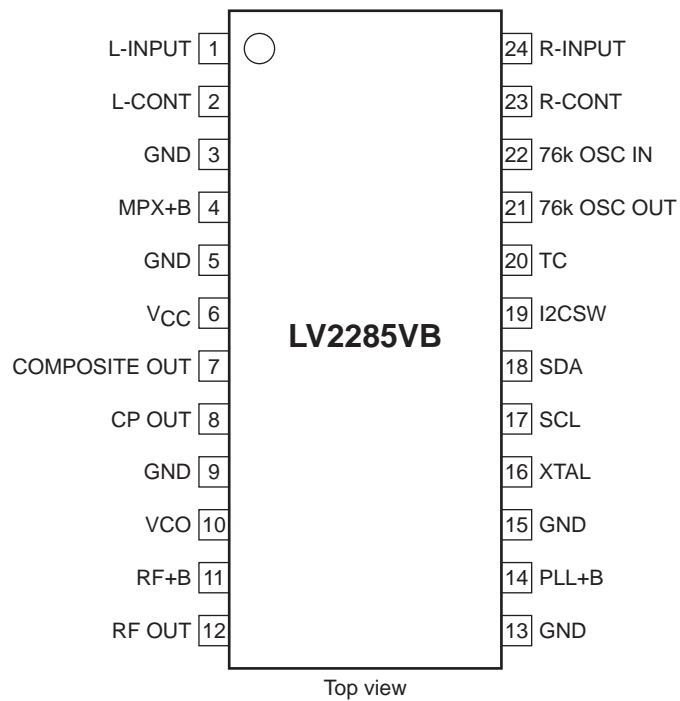 L-INPUT 1 24 R-INPUT
L-CONT 2 23 R-CONT
GND 3 22 76k OSC IN
MPX+B 4 21 76k OSC OUT
GND 5 20 TC
VCC 6 19 I2CSW
LV2285VB
COMPOSITE OUT 7 18 SDA
CP OUT 8 17 SCL
GND 9 16 XTAL
VCO 10 15 GND
RF+B 11 14 PLL+B
RF OUT 12 13 GND
Top view